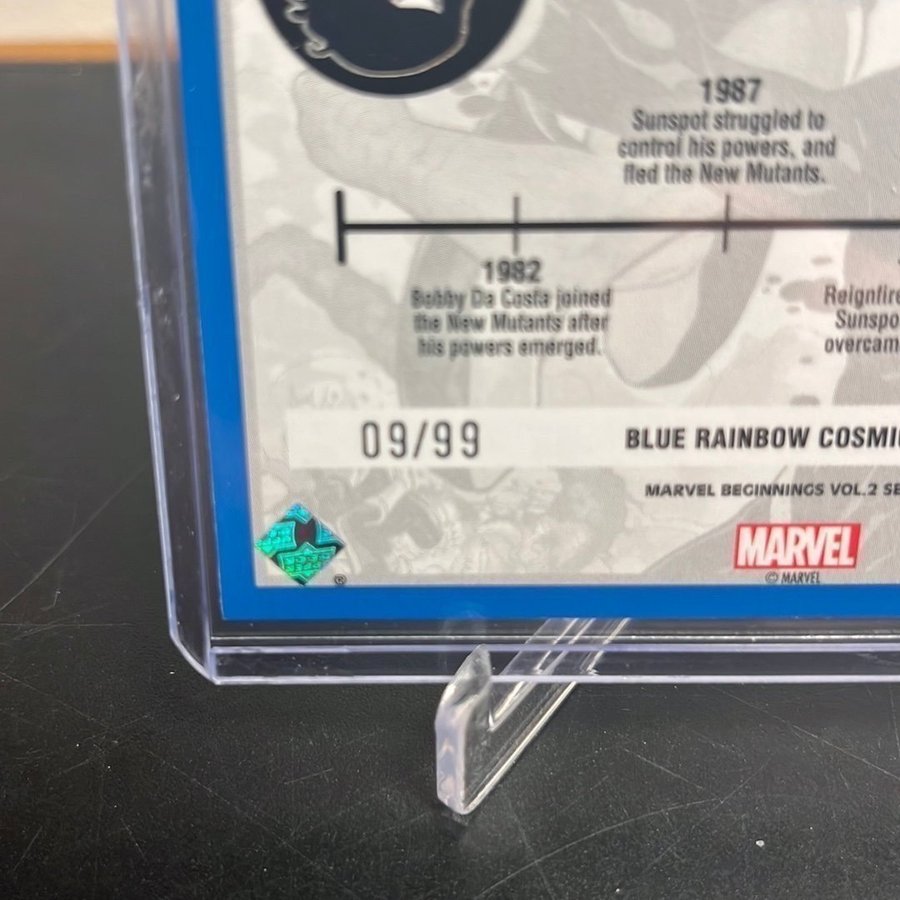 1987
Sunspot struggled to
control his powers, and
fled the New Mutants.
1982
Bobby Da Costa joined
the New Mutants after
his powers emerged.
Reignfire
Sunspo
overcam
09/99
BLUE RAINBOW COSMI
MARVEL BEGINNINGS VOL.2 SE
MARVEL
© MARVEL
®